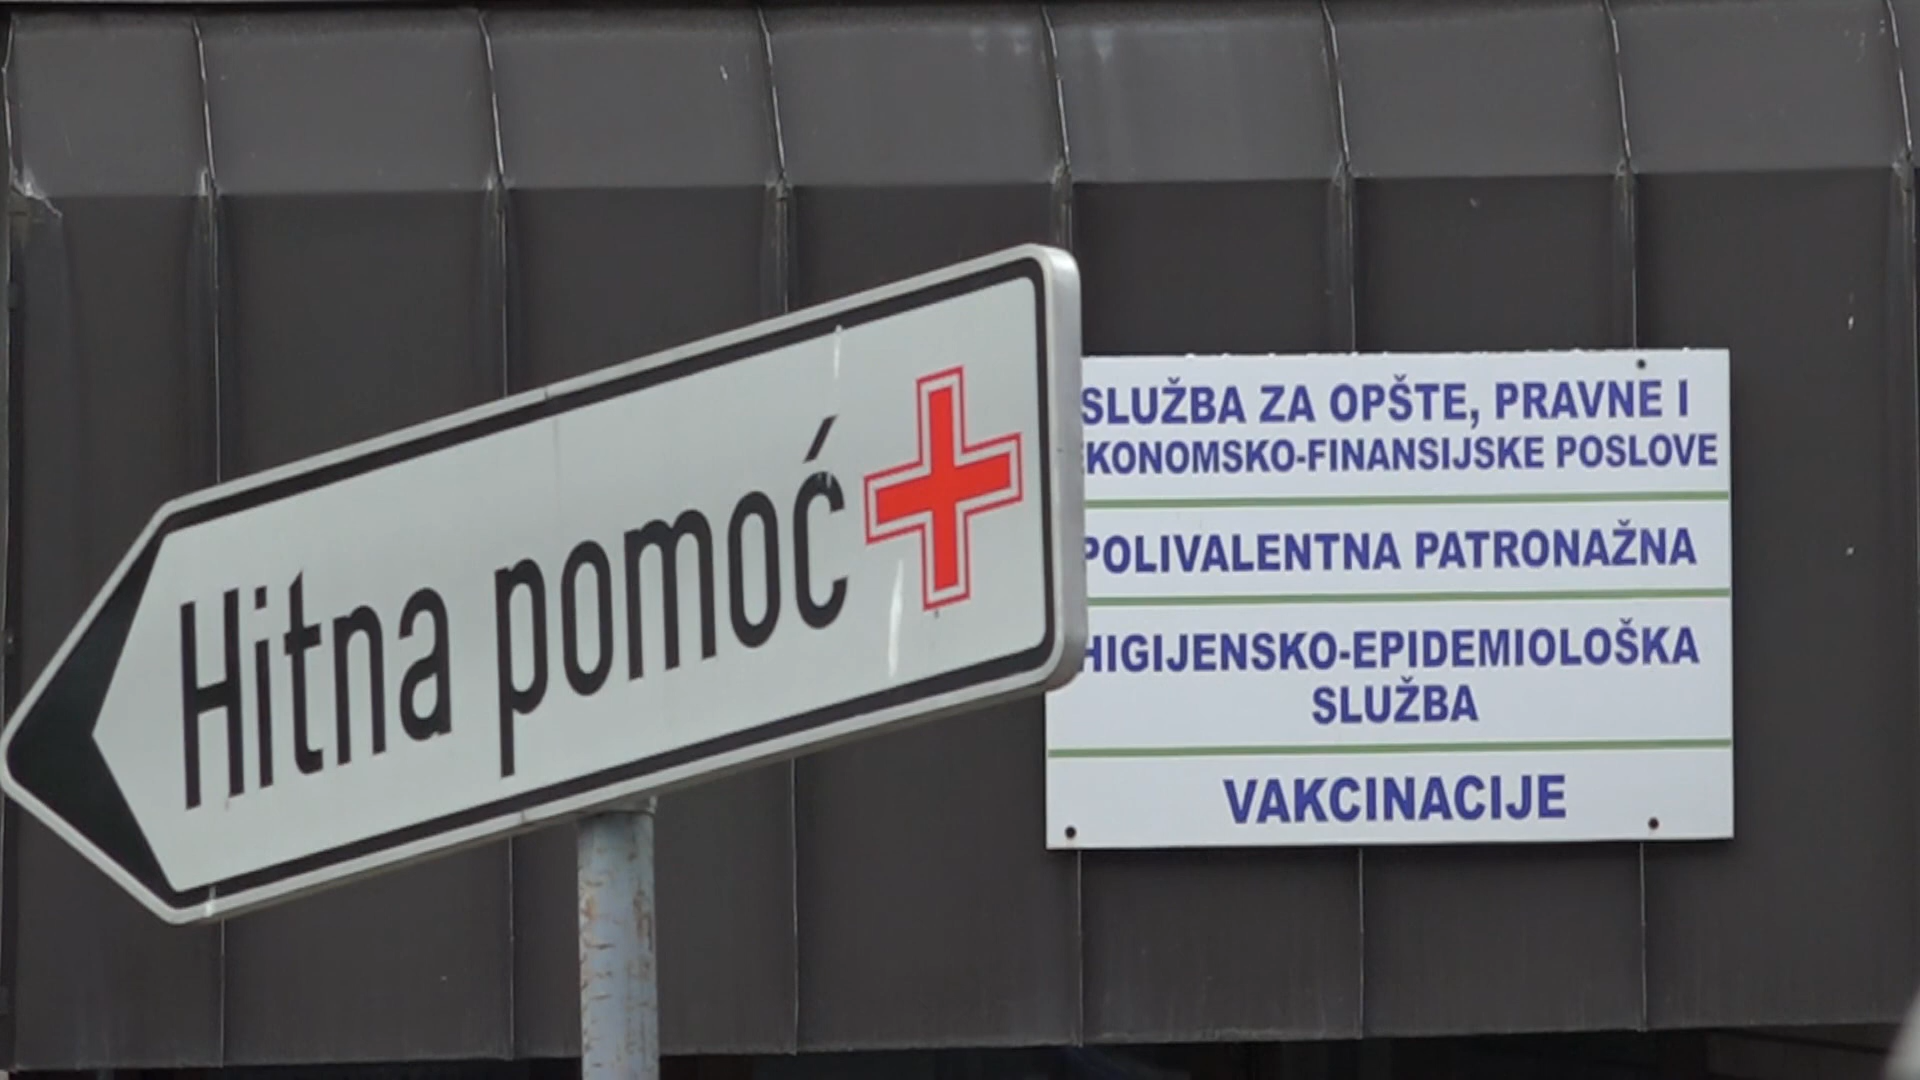 Hitna pomoć
SLUŽBA ZA OPŠTE, PRAVNE I
KONOMSKO-FINANSIJSKE POSLOVE
POLIVALENTNA PATRONAŽNA
HIGIJENSKO-EPIDEMIOLOŠKA
SLUŽBA
VAKCINACIJE